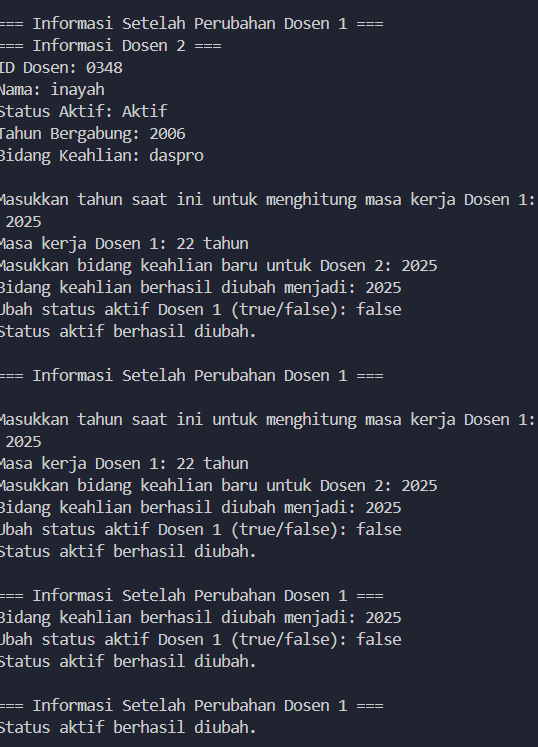 === Informasi Setelah Perubahan Dosen 1 ===
=== Informasi Dosen 2 ===
ID Dosen: 0348
Nama: inayah
Status Aktif: Aktif
Tahun Bergabung: 2006
Bidang Keahlian: daspro
Masukkan tahun saat ini untuk menghitung masa kerja Dosen 1:
2025
Masa kerja Dosen 1: 22 tahun
Masukkan bidang keahlian baru untuk Dosen 2: 2025
Bidang keahlian berhasil diubah menjadi: 2025
Ubah status aktif Dosen 1 (true/false): false
Status aktif berhasil diubah.
=== Informasi Setelah Perubahan Dosen 1 ===
Masukkan tahun saat ini untuk menghitung masa kerja Dosen 1:
2025
Masa kerja Dosen 1: 22 tahun
Masukkan bidang keahlian baru untuk Dosen 2: 2025
Bidang keahlian berhasil diubah menjadi: 2025
Ubah status aktif Dosen 1 (true/false): false
Status aktif berhasil diubah.
=== Informasi Setelah Perubahan Dosen 1 ===
Bidang keahlian berhasil diubah menjadi: 2025
Ubah status aktif Dosen 1 (true/false): false
Status aktif berhasil diubah.
=== Informasi Setelah Perubahan Dosen 1 ===
Status aktif berhasil diubah.